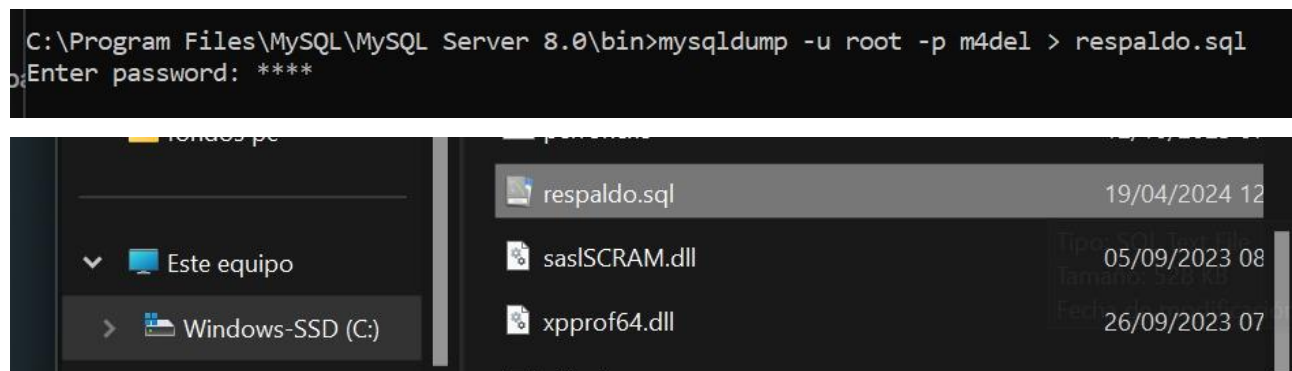 C:\Program Files\MySQL\MySQL Server 8.0\bin>mysqldump -u root -p m4del > respaldo.sql
Enter password: ****
respaldo.sql 19/04/2024 12
Este equipo saslSCRAM.dll 05/09/2023 08
Windows-SSD (C:) xpprof64.dll 26/09/2023 07